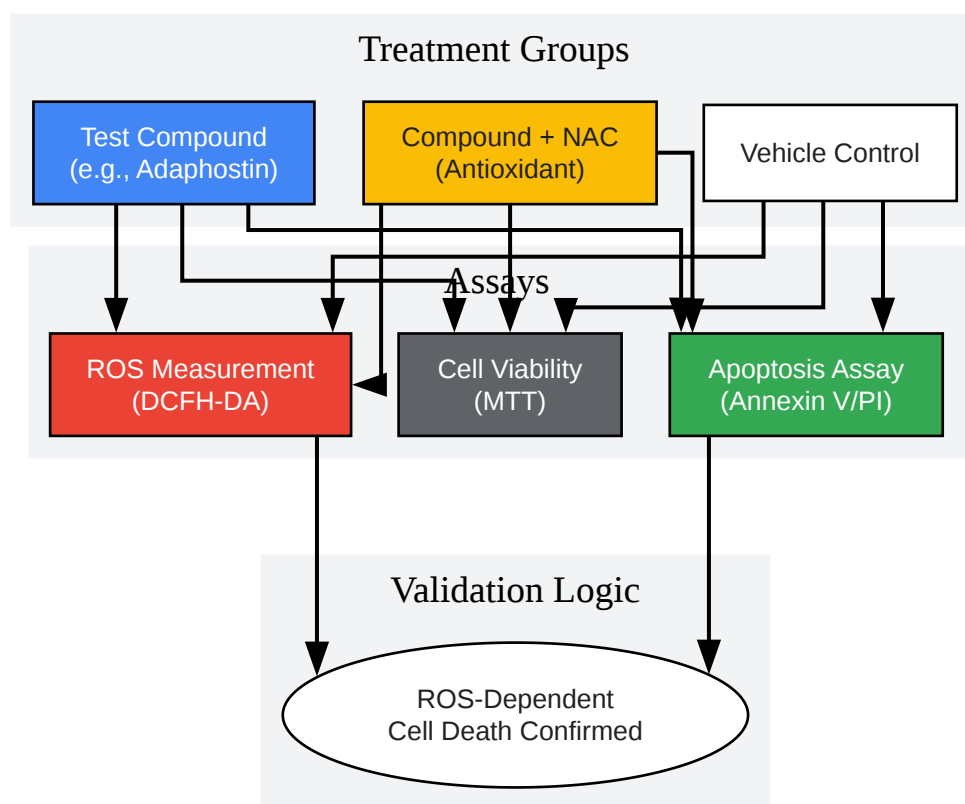 Treatment Groups
Test Compound
(e.g., Adaphostin)
Compound + NAC
(Antioxidant)
Vehicle Control
Assays
ROS Measurement
(DCFH-DA)
Cell Viability
(MTT)
Apoptosis Assay
(Annexin V/PI)
Validation Logic
ROS-Dependent
Cell Death Confirmed